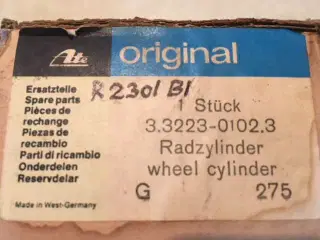 Ate original
Ersatzteile
Spare parts
Pièces de
rechange
Piezas de
recambio
Parti di ricambio
Onderdelen
Reservdelar
Made in West-Germany
R 2301 B1
1 Stück
3.3223-0102.3
Radzylinder
wheel cylinder
G 275